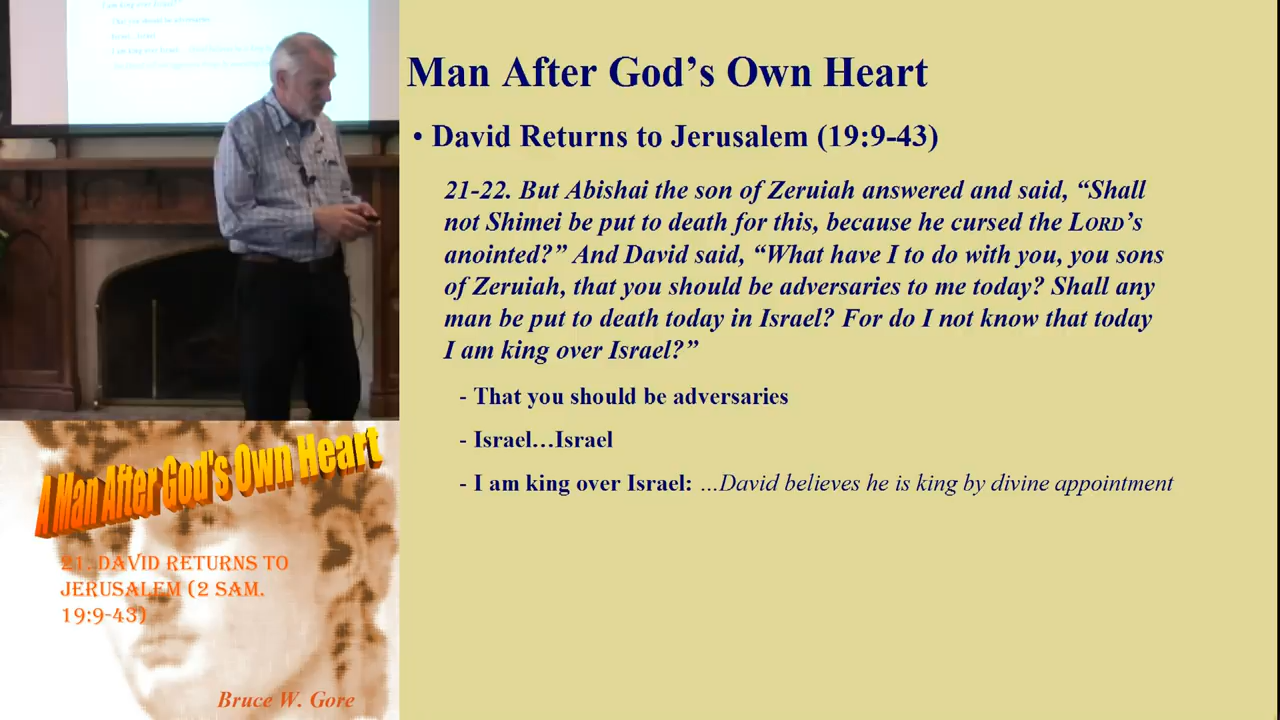 Man After God's Own Heart
• David Returns to Jerusalem (19:9-43)
21-22. But Abishai the son of Zeruiah answered and said, “Shall
not Shimei be put to death for this, because he cursed the LORD’s
anointed?” And David said, “What have I to do with you, you sons
of Zeruiah, that you should be adversaries to me today? Shall any
man be put to death today in Israel? For do I not know that today
I am king over Israel?”
- That you should be adversaries
- Israel…Israel
- I am king over Israel: …David believes he is king by divine appointment
A Man After God's Own Heart
21. DAVID RETURNS TO
JERUSALEM (2 SAM.
19:9-43)
Bruce W. Gore